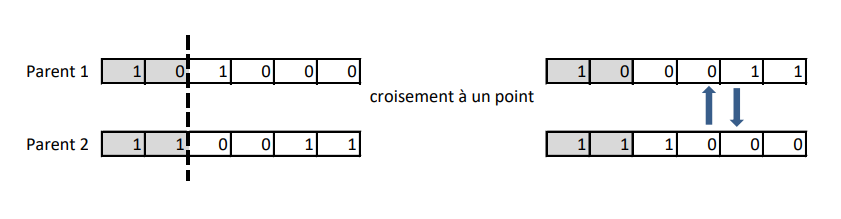 Parent 1 1 0 1 0 0 0 1 0 0 0 1 1
croisement à un point
Parent 2 1 1 0 0 1 1 1 1 1 0 0 0